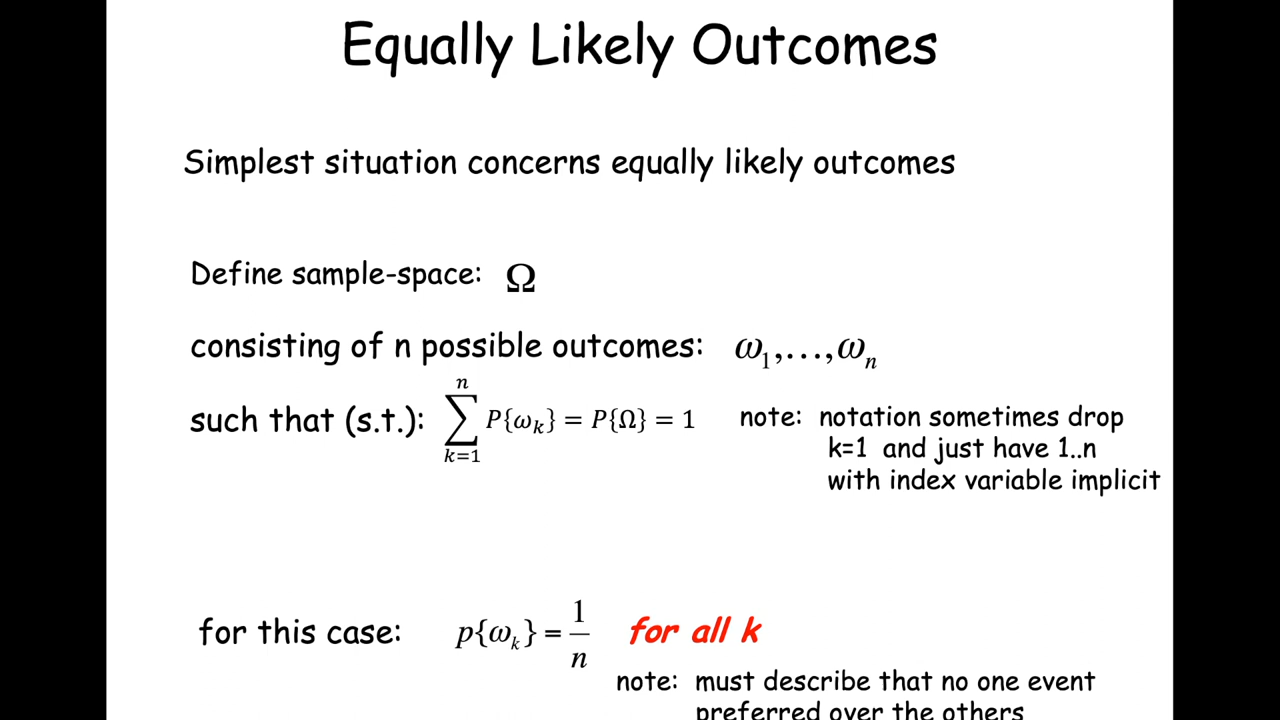 Equally Likely Outcomes
Simplest situation concerns equally likely outcomes
Define sample-space: Ω
consisting of n possible outcomes: ω₁,…,ωₙ
such that (s.t.): ∑ₖ₌₁ⁿ P{ωₖ} = P{Ω} = 1
note: notation sometimes drop
k=1 and just have 1..n
with index variable implicit
for this case: p{ωₖ} = 1/n for all k
note: must describe that no one event
preferred over the others